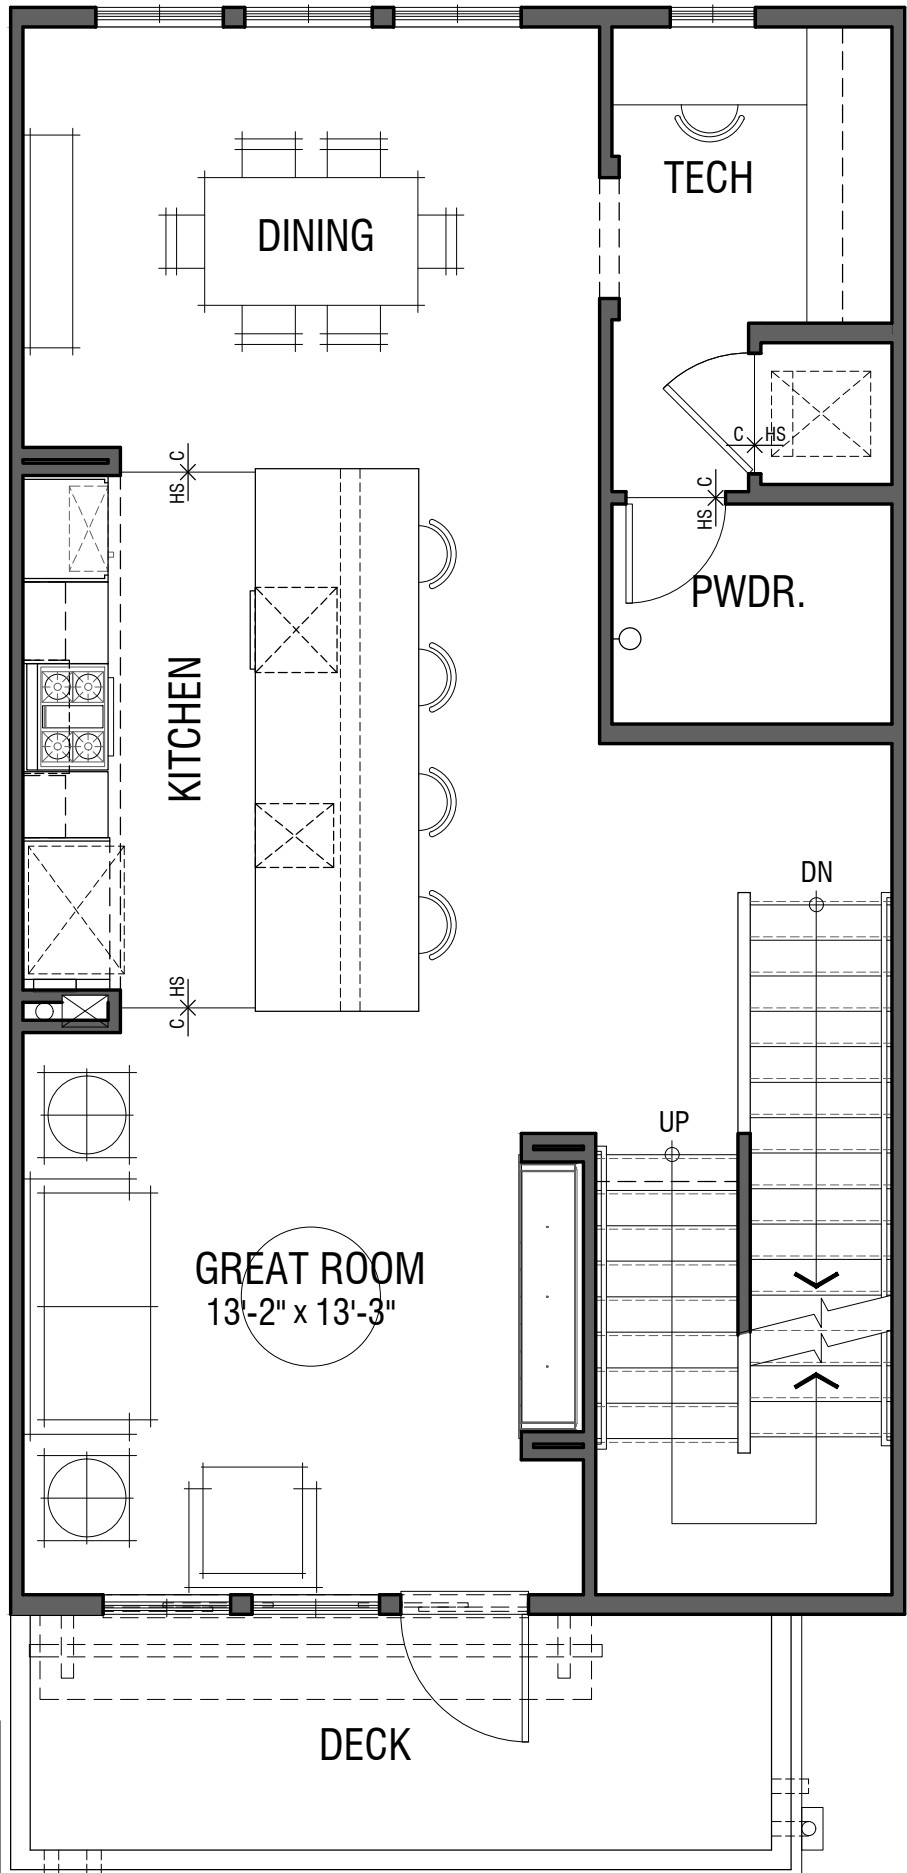 TECH
DINING
C HS
HS C
HS C
PWDR.
KITCHEN
DN
C HS
UP
GREAT ROOM
13'-2" x 13'-3"
DECK